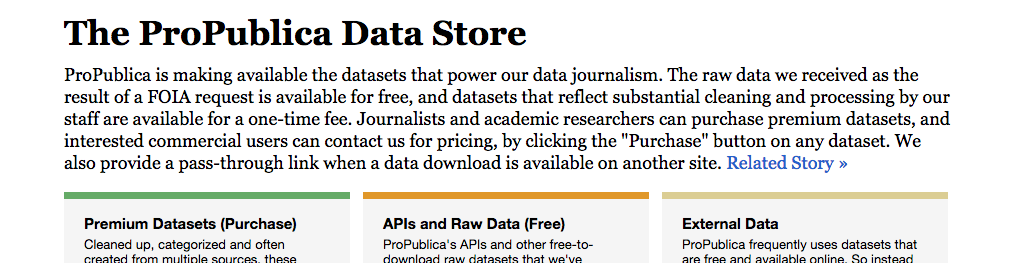 The ProPublica Data Store
ProPublica is making available the datasets that power our data journalism. The raw data we received as the
result of a FOIA request is available for free, and datasets that reflect substantial cleaning and processing by our
staff are available for a one-time fee. Journalists and academic researchers can purchase premium datasets, and
interested commercial users can contact us for pricing, by clicking the "Purchase" button on any dataset. We
also provide a pass-through link when a data download is available on another site. Related Story »
Premium Datasets (Purchase)
Cleaned up, categorized and often
created from multiple sources, these
APIs and Raw Data (Free)
ProPublica's APIs and other free-to-
download raw datasets that we've
External Data
ProPublica frequently uses datasets that
are free and available online. So instead